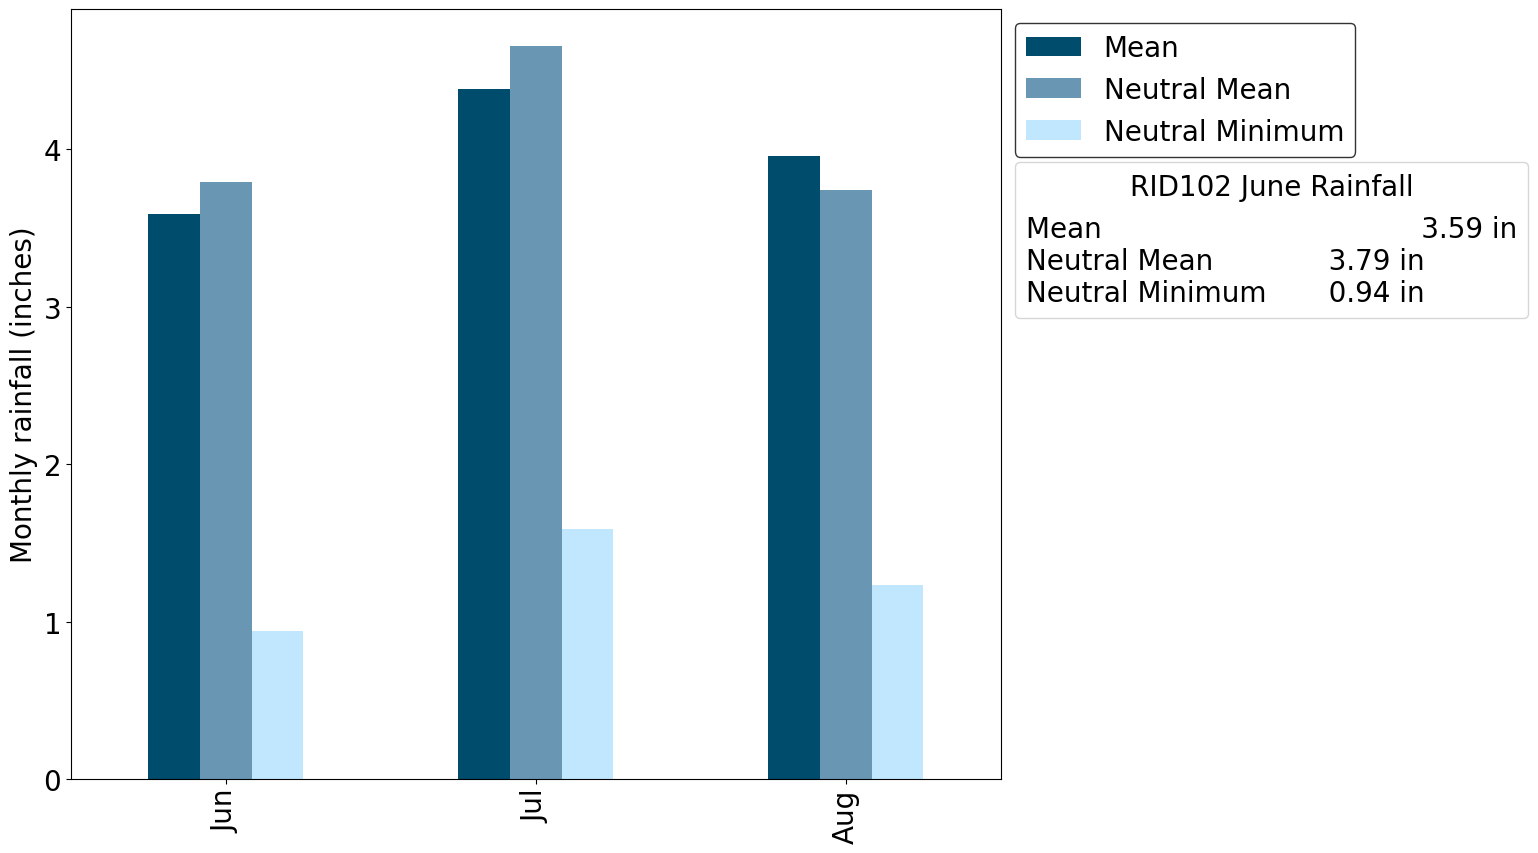 Monthly rainfall (inches)
4
3
2
1
0
Jun
Jul
Aug
Mean
Neutral Mean
Neutral Minimum
RID102 June Rainfall
Mean 3.59 in
Neutral Mean 3.79 in
Neutral Minimum 0.94 in